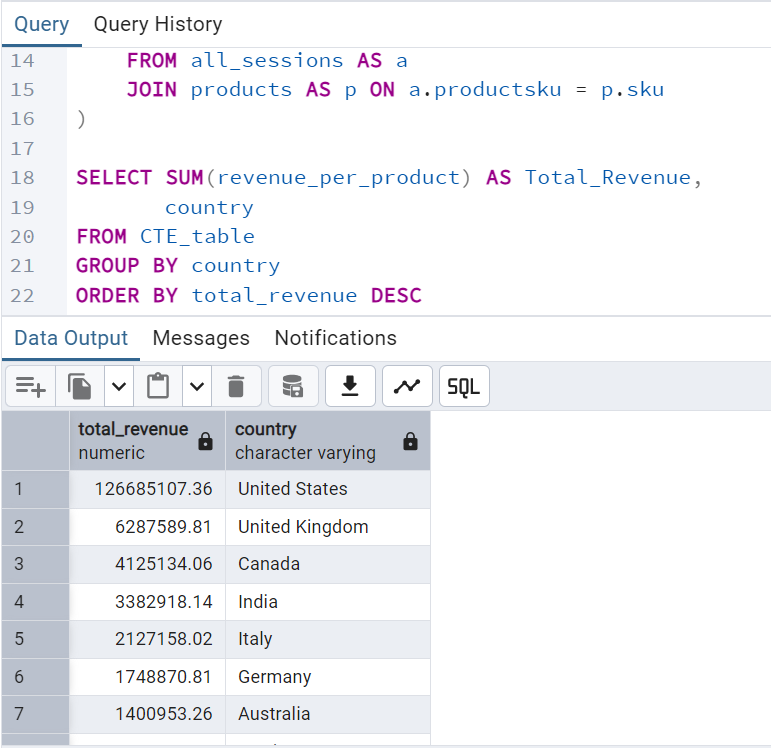 Query Query History
14 FROM all_sessions AS a
15 JOIN products AS p ON a.productsku = p.sku
16 )
17
18 SELECT SUM(revenue_per_product) AS Total_Revenue,
19 country
20 FROM CTE_table
21 GROUP BY country
22 ORDER BY total_revenue DESC
Data Output Messages Notifications
SQL
total_revenue country
numeric character varying
1 126685107.36 United States
2 6287589.81 United Kingdom
3 4125134.06 Canada
4 3382918.14 India
5 2127158.02 Italy
6 1748870.81 Germany
7 1400953.26 Australia